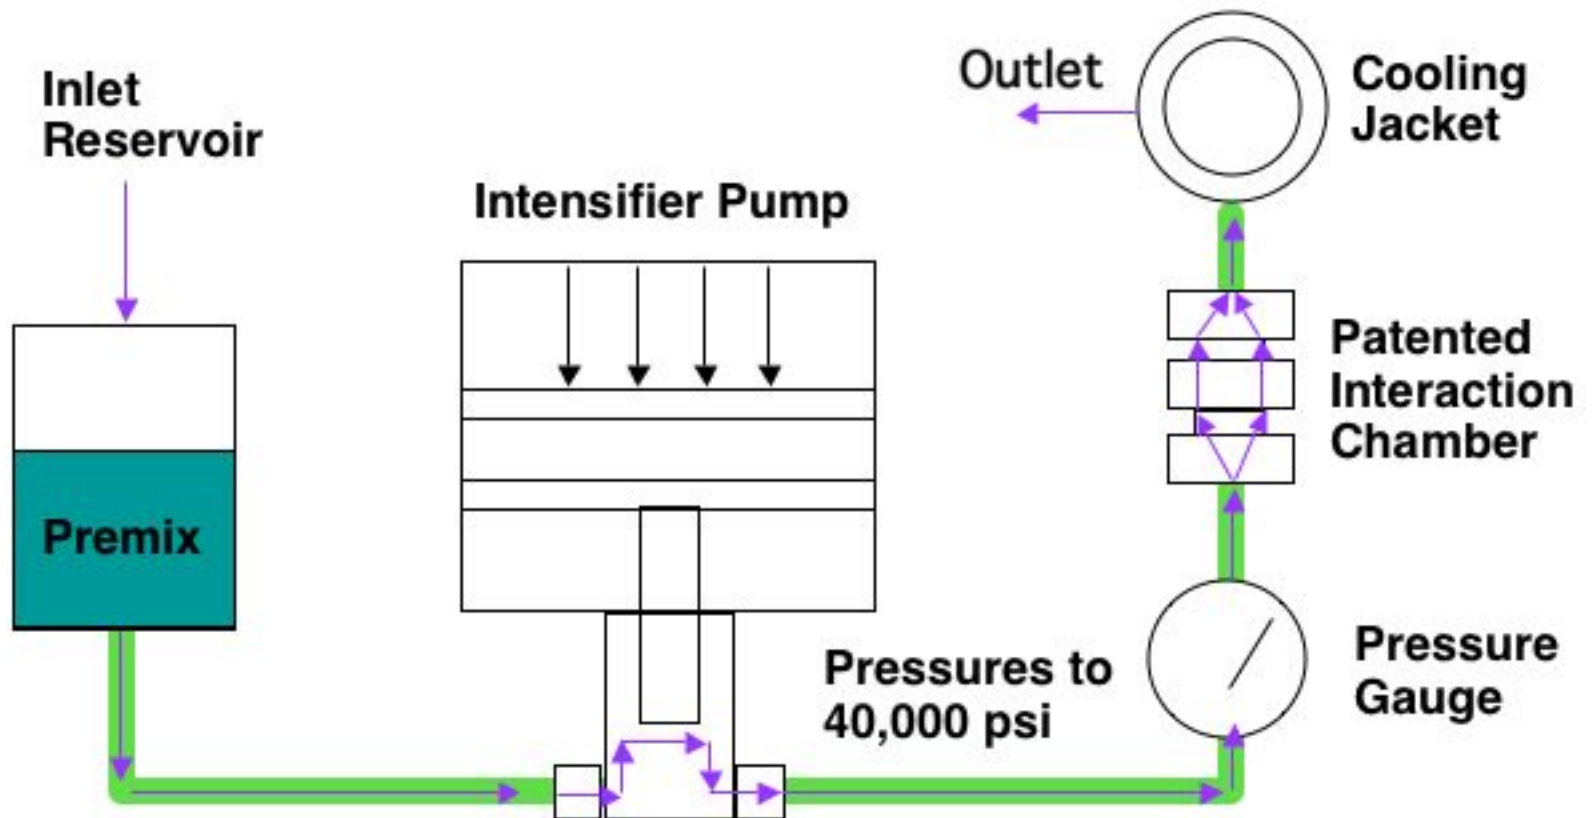 Inlet
Reservoir
Premix
Intensifier Pump
Pressures to
40,000 psi
Outlet
Cooling
Jacket
Patented
Interaction
Chamber
Pressure
Gauge